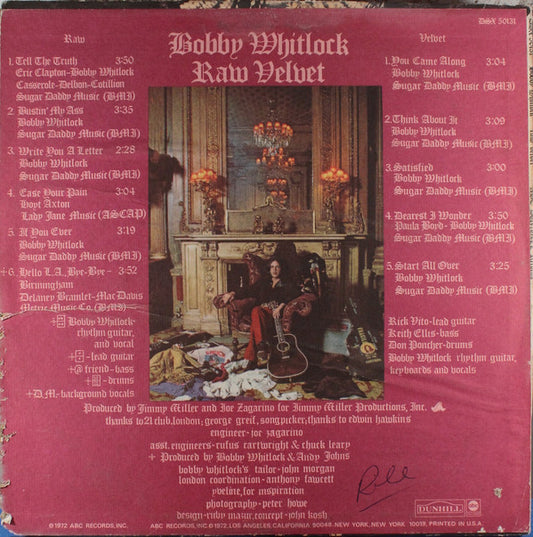 DSX 50131
Bobby Whitlock
Raw Velvet
Raw
1. Tell The Truth 3:50
Eric Clapton-Bobby Whitlock
Casserole-Delbon-Cotillion
Sugar Daddy Music (BMI)
2. Bustin' My Ass 3:35
Bobby Whitlock
Sugar Daddy Music (BMI)
3. Write You A Letter 2:28
Bobby Whitlock
Sugar Daddy Music (BMI)
4. Ease Your Pain 3:04
Hoyt Axton
Lady Jane Music (ASCAP)
5. If You Ever 3:19
Bobby Whitlock
Sugar Daddy Music (BMI)
+6. Hello L.A., Bye-Bye- 3:52
Birmingham
Delaney Bramlet-Mac Davis
Metric Music Co. (BMI)
+ Bobby Whitlock-
rhythm guitar,
and vocal
+ -lead guitar
+@ friend-bass
+ -drums
+D.M.-background vocals
Velvet
1. You Came Along 3:04
Bobby Whitlock
Sugar Daddy Music (BMI)
2. Think About It 3:09
Bobby Whitlock
Sugar Daddy Music (BMI)
3. Satisfied 3:00
Bobby Whitlock
Sugar Daddy Music (BMI)
4. Dearest I Wonder 3:50
Paula Boyd-Bobby Whitlock
Sugar Daddy Music (BMI)
5. Start All Over 3:25
Bobby Whitlock
Sugar Daddy Music (BMI)
Rick Vito-lead guitar
Keith Ellis-bass
Don Poncher-drums
Bobby Whitlock rhythm guitar,
keyboards and vocals
Produced by Jimmy Miller and Joe Zagarino for Jimmy Miller Productions, Inc.
thanks to 21 club, london; george greif, songpicker; thanks to edwin hawkins
engineer-joe zagarino
asst. engineers-rufus cartwright & chuck leary
+ Produced by Bobby Whitlock & Andy Johns
bobby whitlock's tailor-john morgan
london coordination-anthony fawcett
yveline, for inspiration
photography-peter howe
design-ruby mazur, concept-john kosh
DUNHILL
abc
©1972 ABC RECORDS, INC. ABC RECORDS, INC. ©1972, LOS ANGELES, CALIFORNIA 90048-NEW YORK, NEW YORK 10019, PRINTED IN U.S.A.